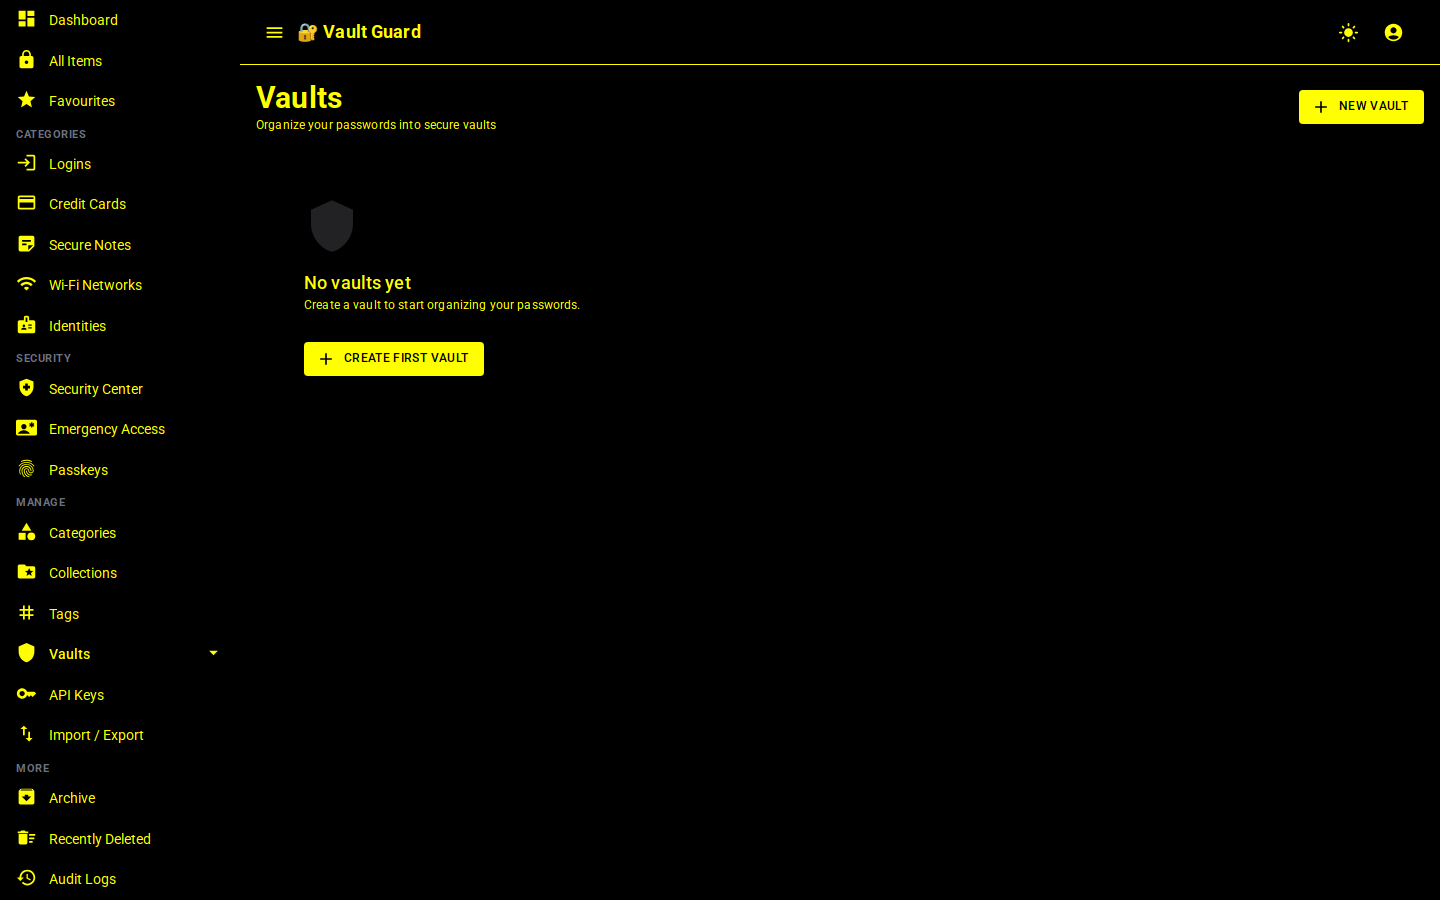 Dashboard
All Items
Favourites
CATEGORIES
Logins
Credit Cards
Secure Notes
Wi-Fi Networks
Identities
SECURITY
Security Center
Emergency Access
Passkeys
MANAGE
Categories
Collections
Tags
Vaults
API Keys
Import / Export
MORE
Archive
Recently Deleted
Audit Logs
🔐 Vault Guard
Vaults
Organize your passwords into secure vaults
NEW VAULT
No vaults yet
Create a vault to start organizing your passwords.
CREATE FIRST VAULT